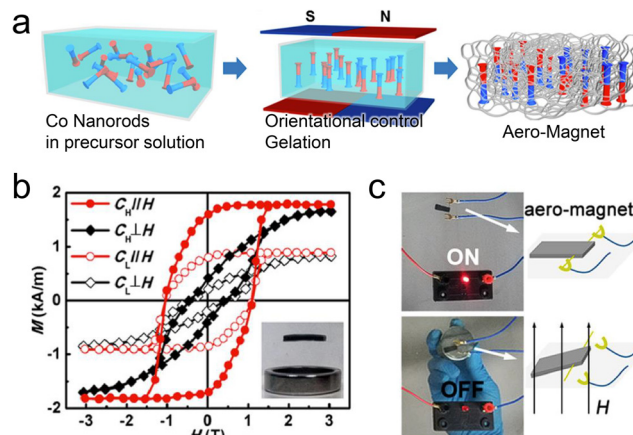 a
S N
Co Nanorods
in precursor solution
Orientational control
Gelation
Aero-Magnet
b
M (kA/m)
2
1
0
-1
-2
C_H//H
C_H⊥H
C_L//H
C_L⊥H
-3 -2 -1 0 1 2 3
H (T)
c
aero-magnet
ON
OFF
H